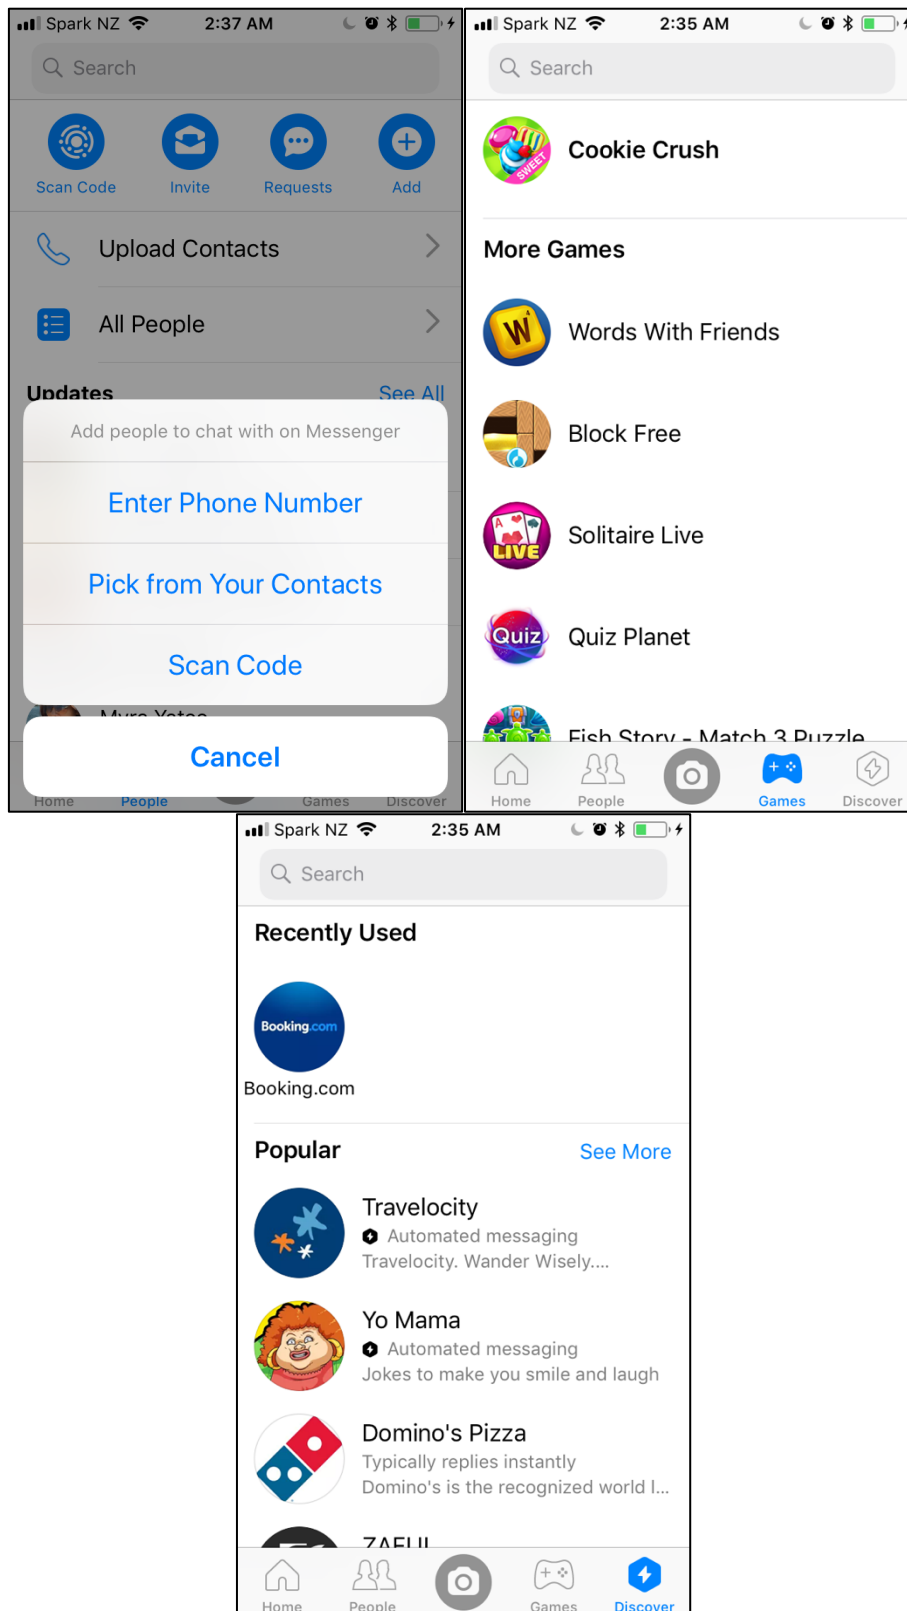 Spark NZ 2:37 AM
Search
Scan Code Invite Requests Add
Upload Contacts
All People
Updates See All
Add people to chat with on Messenger
Enter Phone Number
Pick from Your Contacts
Scan Code
Cancel
Home People Games Discover
Spark NZ 2:35 AM
Search
SWEET
Cookie Crush
More Games
W 4
Words With Friends
Block Free
A
LIVE
Solitaire Live
Quiz
Quiz Planet
Fish Story - Match 3 Puzzle
Home People Games Discover
Spark NZ 2:35 AM
Search
Recently Used
Booking.com
Booking.com
Popular See More
Travelocity
Automated messaging
Travelocity. Wander Wisely....
Yo Mama
Automated messaging
Jokes to make you smile and laugh
Domino's Pizza
Typically replies instantly
Domino's is the recognized world l...
ZAFUL
Home People Games Discover